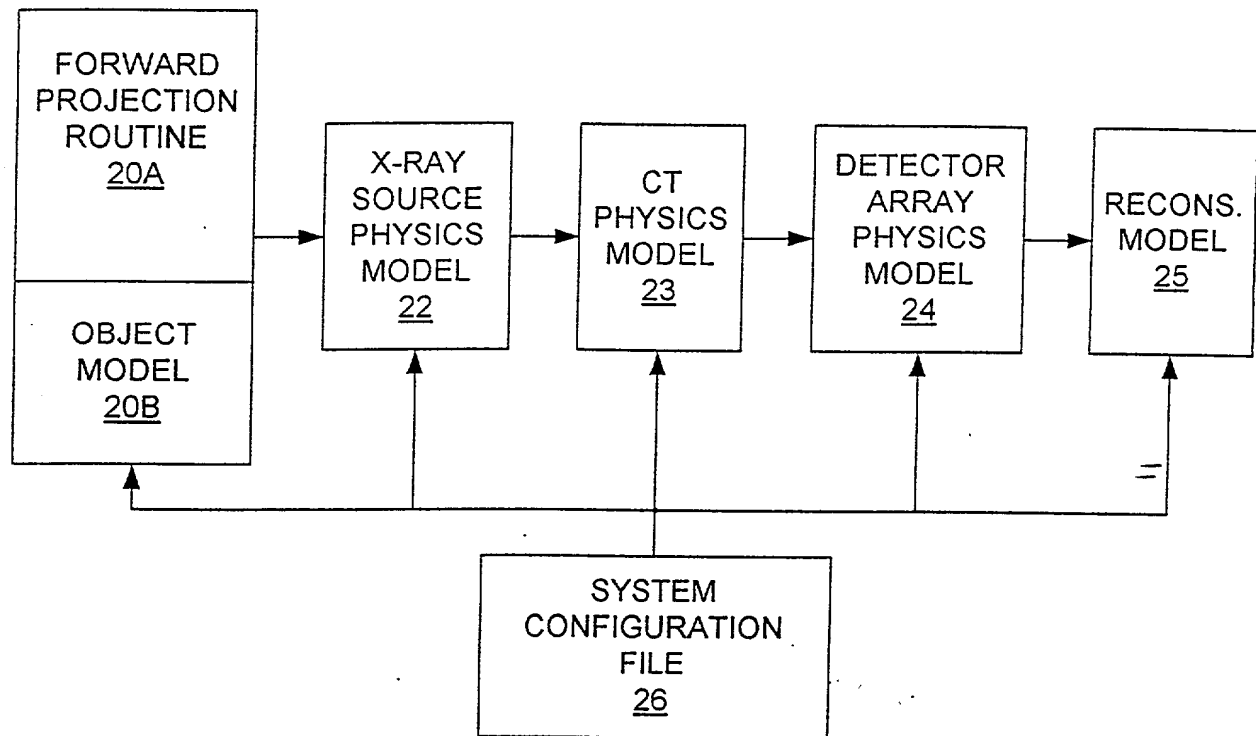 FORWARD
PROJECTION
ROUTINE
20A
OBJECT
MODEL
20B
X-RAY
SOURCE
PHYSICS
MODEL
22
CT
PHYSICS
MODEL
23
DETECTOR
ARRAY
PHYSICS
MODEL
24
RECONS.
MODEL
25
SYSTEM
CONFIGURATION
FILE
26